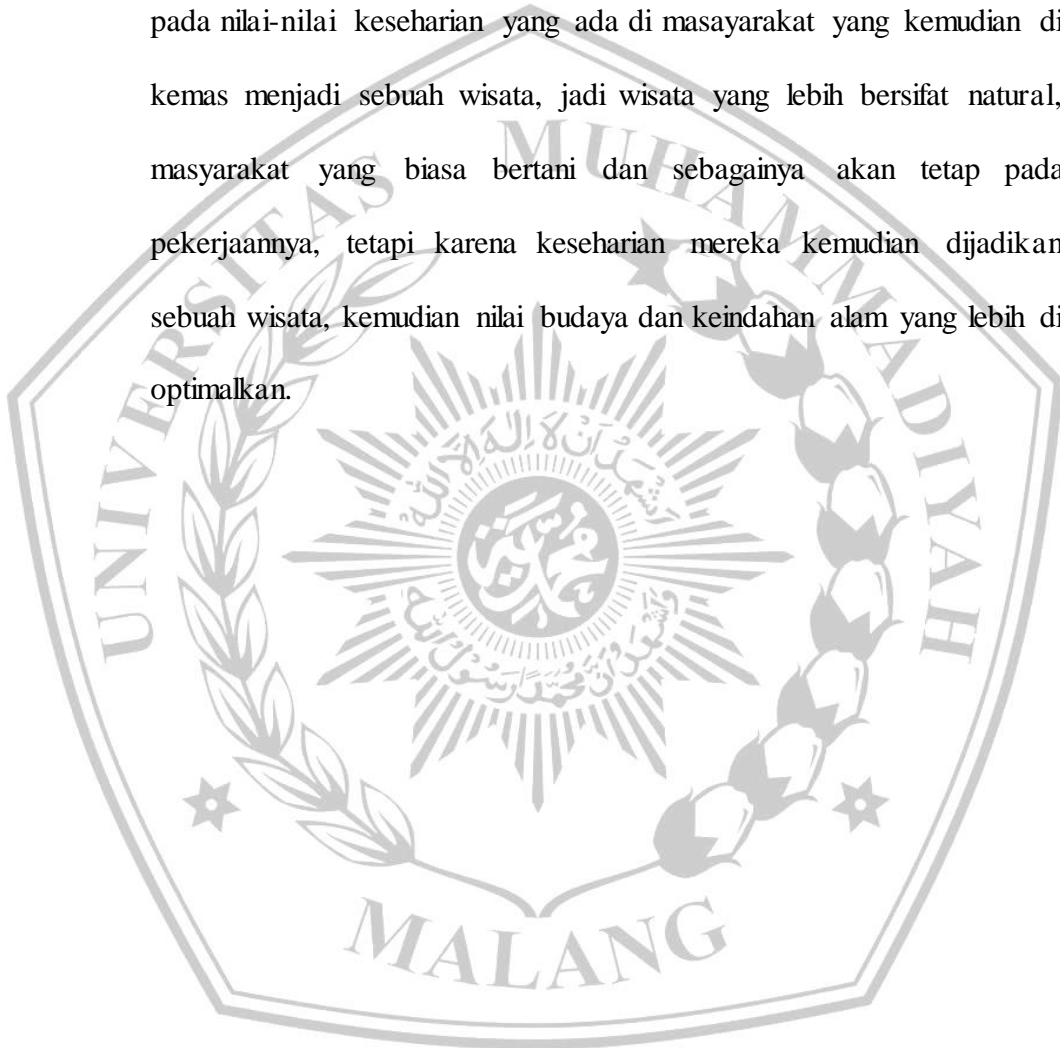 pada nilai-nilai keseharian yang ada di masayarakat yang kemudian di
kemas menjadi sebuah wisata, jadi wisata yang lebih bersifat natural,
masyarakat yang biasa bertani dan sebagainya akan tetap pada
pekerjaannya, tetapi karena keseharian mereka kemudian dijadikan
sebuah wisata, kemudian nilai budaya dan keindahan alam yang lebih di
optimalkan.
UNIVERSITAS MUHAMMADIYAH
MALANG